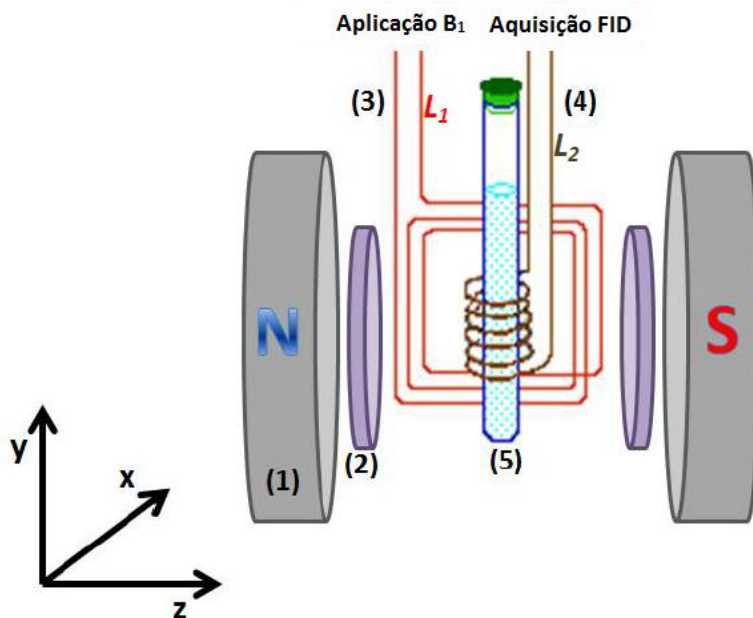 Aplicação B₁ Aquisição FID
(3) L₁ (4)
L₂
N S
y
x
(1) (2) (5)
z